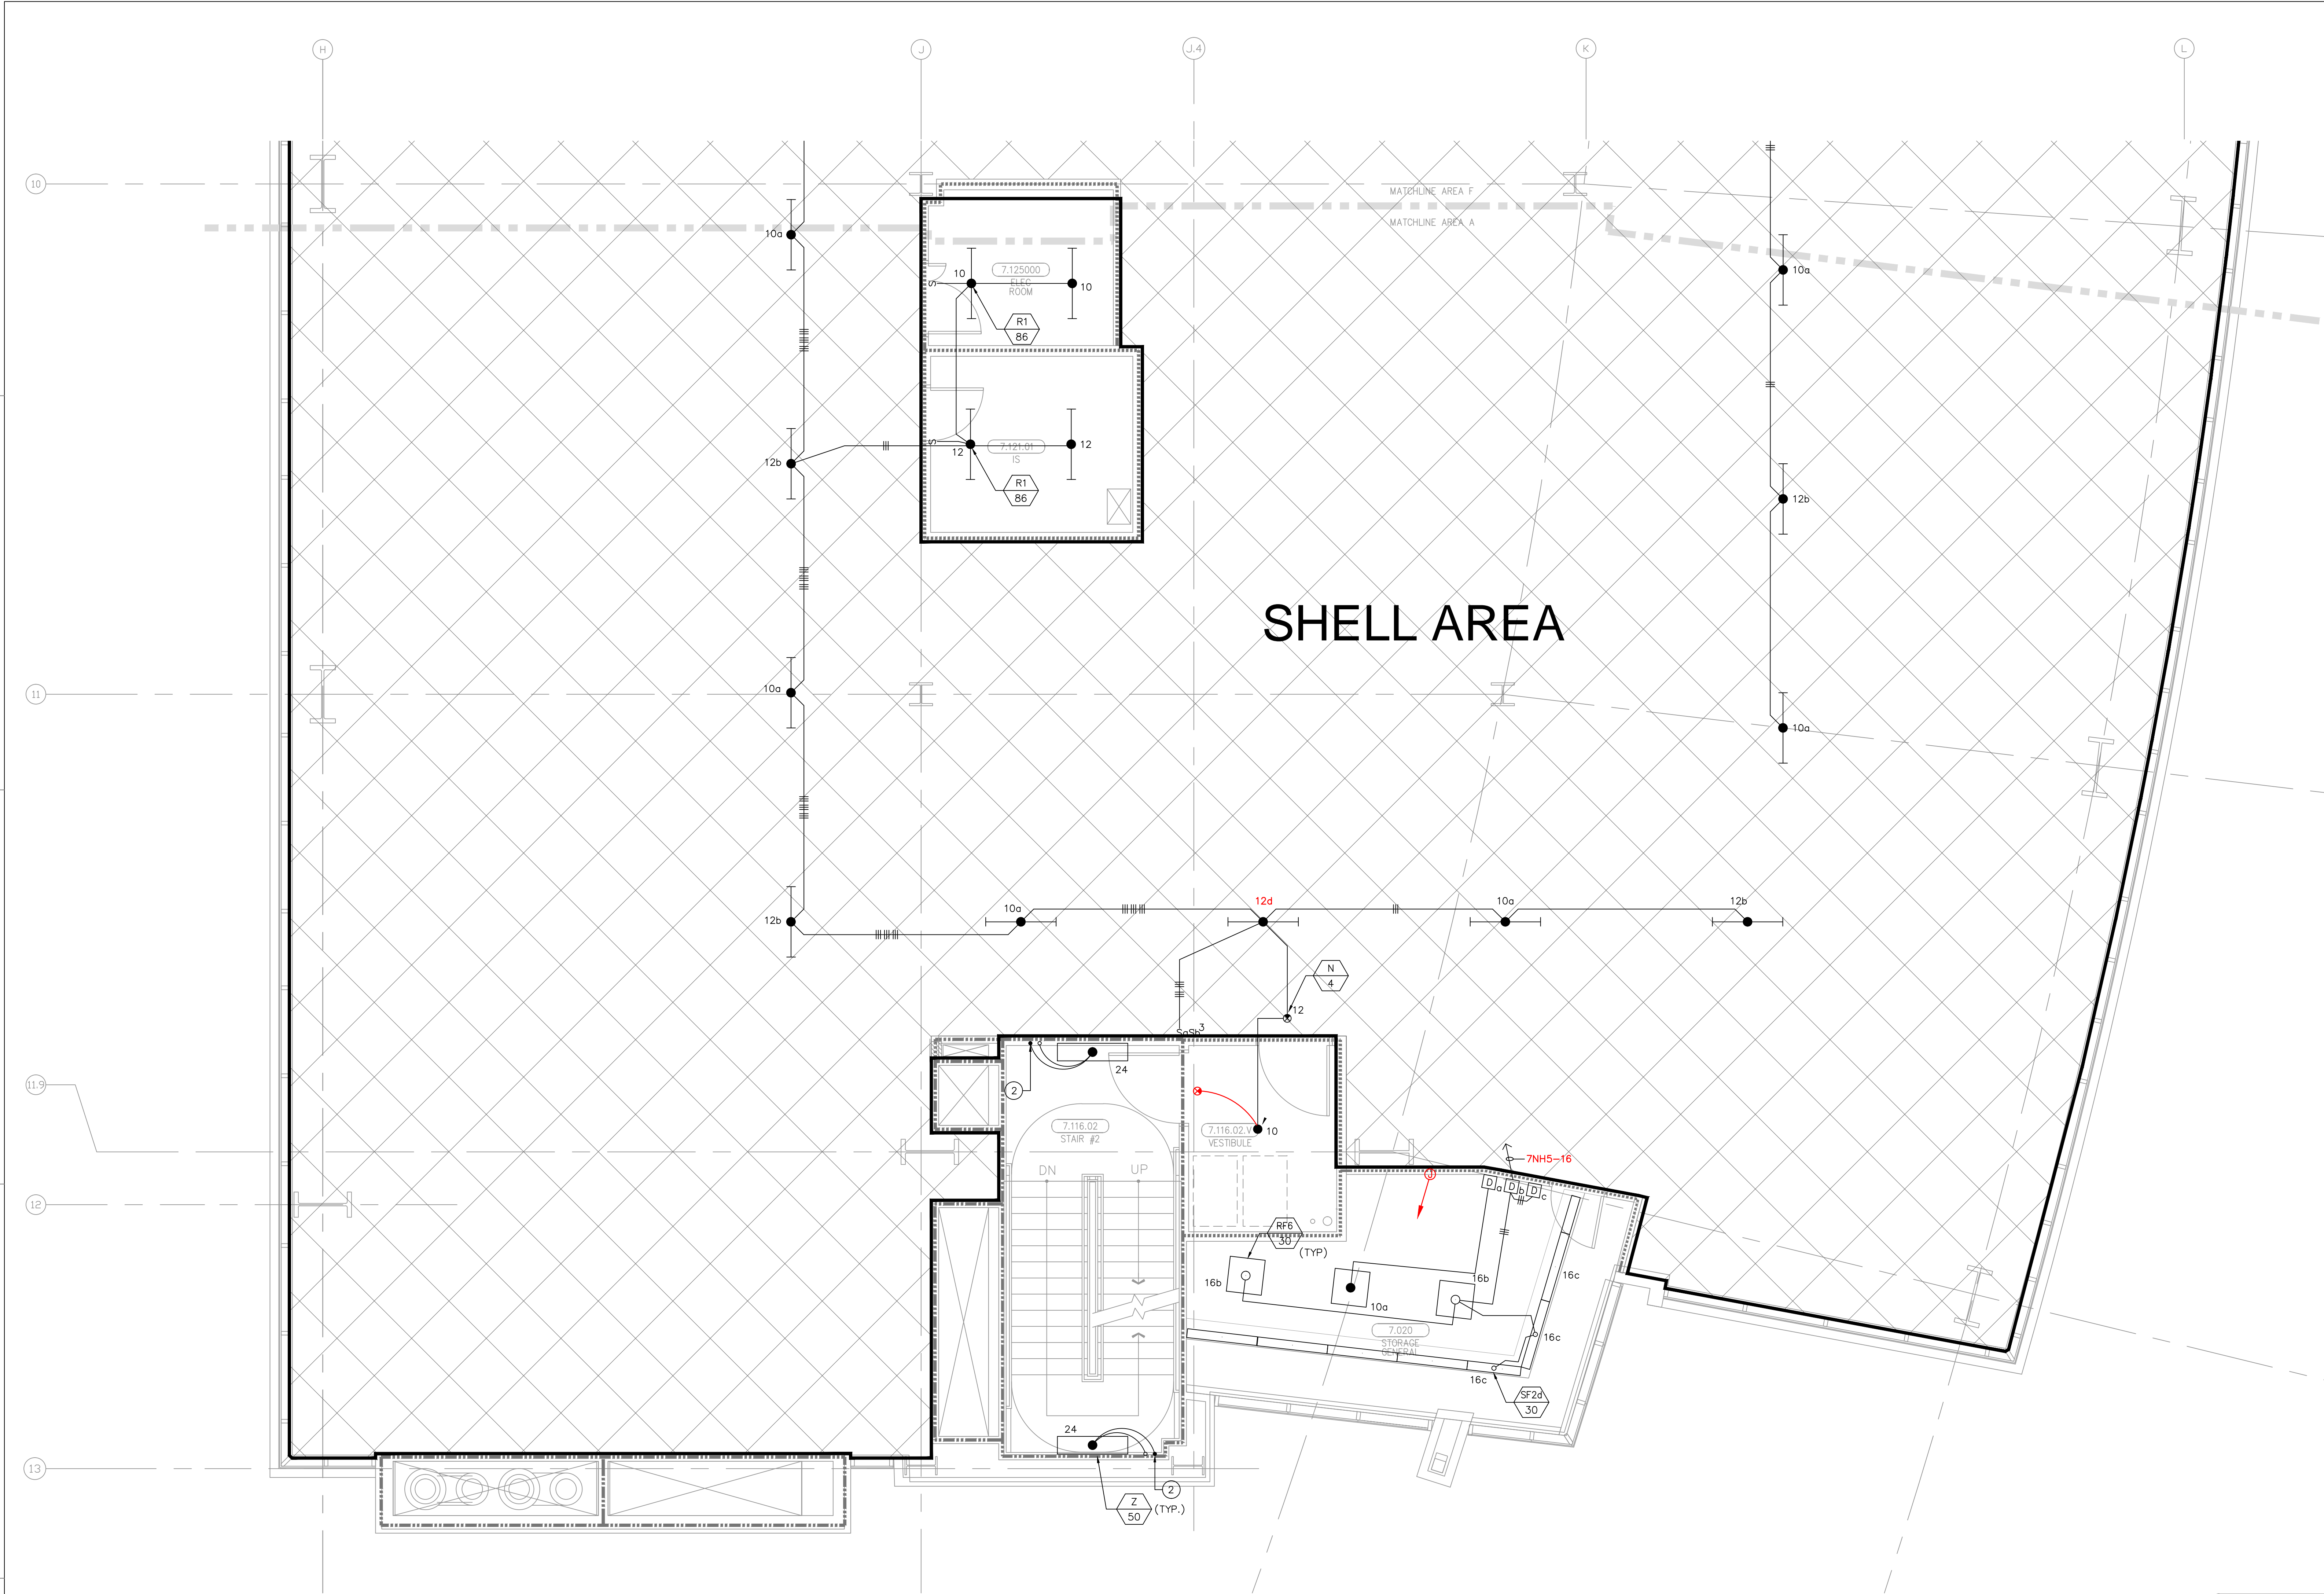 H
J
J.4
K
L
10
MATCHLINE AREA F
MATCHLINE AREA A
10a
10
7.125000
ELEC
ROOM
S
10
10a
R1
86
12b
S
12
7.121.01
IS
12
R1
86
12b
SHELL AREA
11
10a
10a
12b
10a
12d
10a
12b
N
4
12
SaSb3
11.9
2
24
7.116.02
STAIR #2
7.116.02.V
VESTIBULE
10
DN
UP
7NH5-16
J
D a
D b
D c
12
RF6
30
(TYP)
16b
10a
16b
16c
7.020
STORAGE
GENERAL
16c
16c
SF2d
30
24
13
2
Z
50
(TYP.)